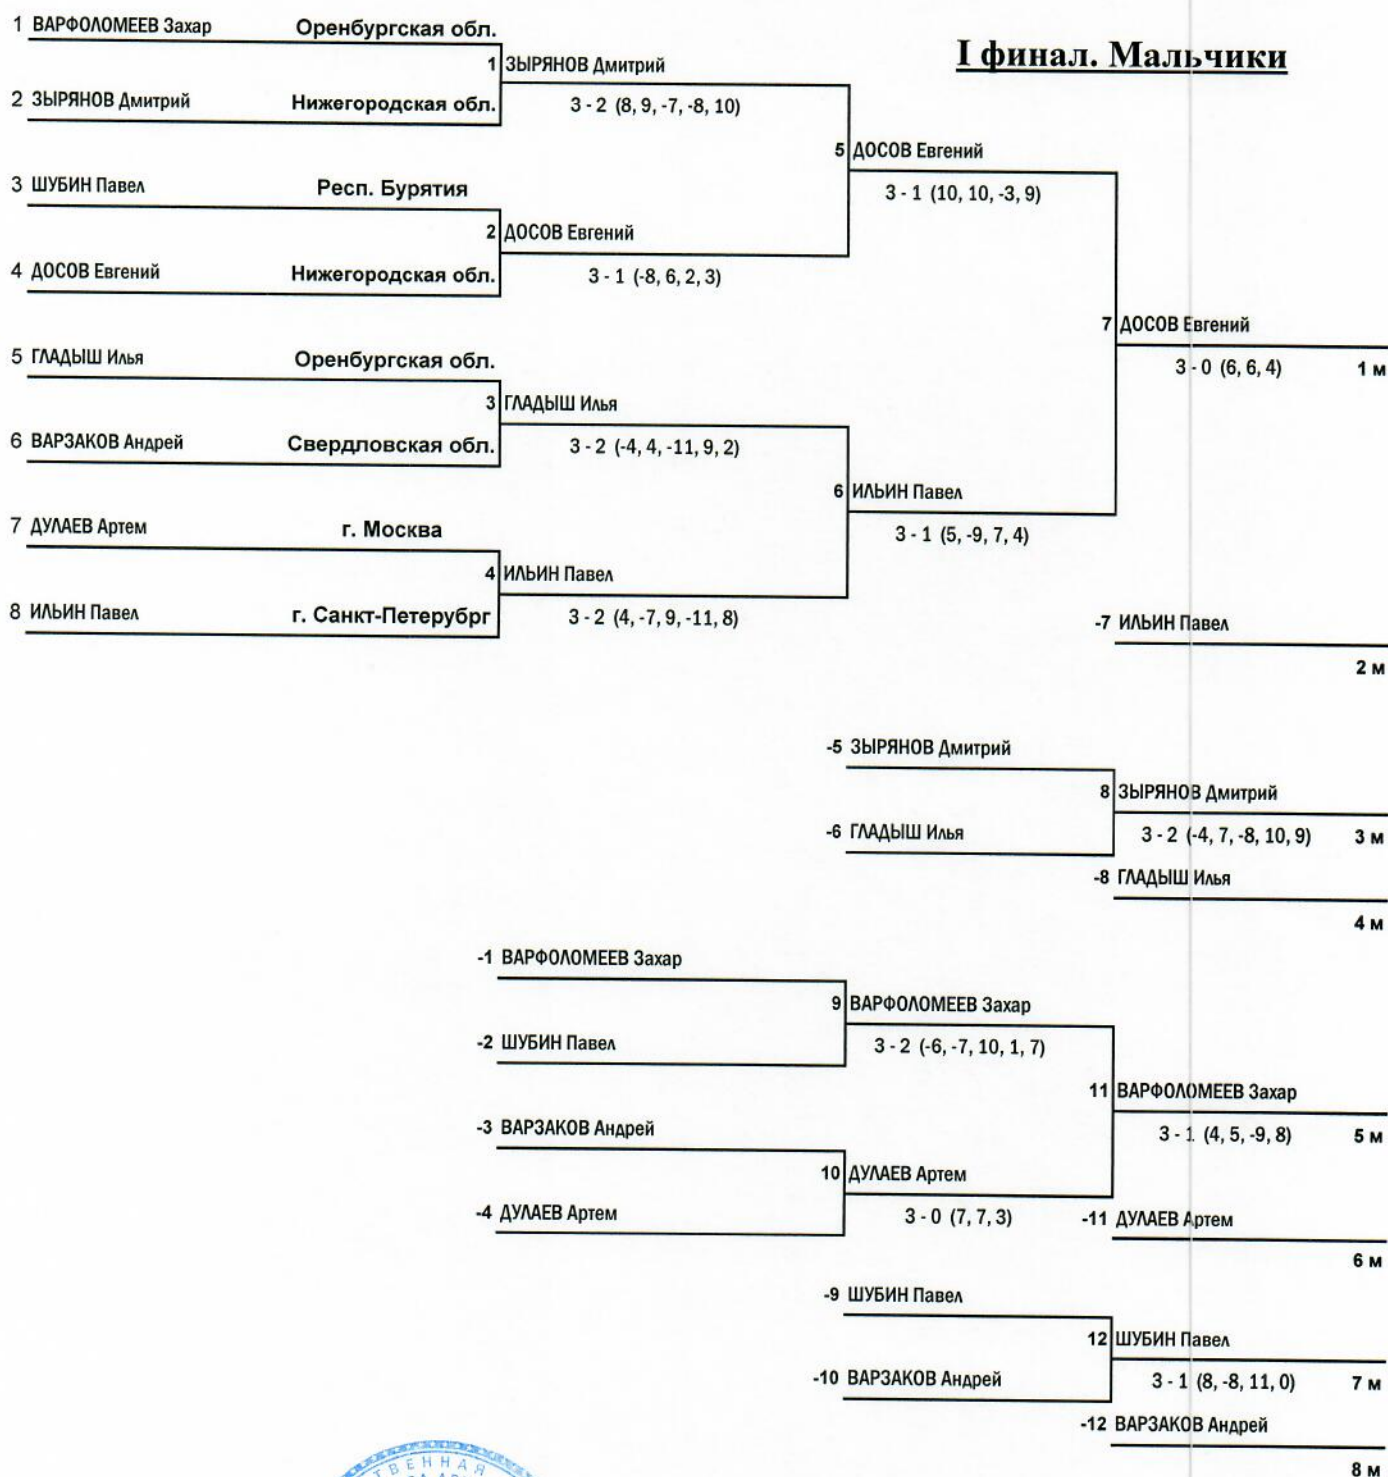 I финал. Мальчики
1 ВАРФОЛОМЕЕВ Захар Оренбургская обл.
1 ЗЫРЯНОВ Дмитрий
2 ЗЫРЯНОВ Дмитрий Нижегородская обл.
3 - 2 (8, 9, -7, -8, 10)
5 ДОСОВ Евгений
3 ШУБИН Павел Респ. Бурятия
3 - 1 (10, 10, -3, 9)
2 ДОСОВ Евгений
4 ДОСОВ Евгений Нижегородская обл.
3 - 1 (-8, 6, 2, 3)
7 ДОСОВ Евгений
5 ГЛАДЫШ Илья Оренбургская обл.
3 - 0 (6, 6, 4) 1 м
3 ГЛАДЫШ Илья
6 ВАРЗАКОВ Андрей Свердловская обл.
3 - 2 (-4, 4, -11, 9, 2)
6 ИЛЬИН Павел
7 ДУЛАЕВ Артем г. Москва
3 - 1 (5, -9, 7, 4)
4 ИЛЬИН Павел
8 ИЛЬИН Павел г. Санкт-Петерубрг
3 - 2 (4, -7, 9, -11, 8)
-7 ИЛЬИН Павел
2 м
-5 ЗЫРЯНОВ Дмитрий
8 ЗЫРЯНОВ Дмитрий
-6 ГЛАДЫШ Илья
3 - 2 (-4, 7, -8, 10, 9) 3 м
-8 ГЛАДЫШ Илья
4 м
-1 ВАРФОЛОМЕЕВ Захар
9 ВАРФОЛОМЕЕВ Захар
-2 ШУБИН Павел
3 - 2 (-6, -7, 10, 1, 7)
11 ВАРФОЛОМЕЕВ Захар
-3 ВАРЗАКОВ Андрей
3 - 1 (4, 5, -9, 8) 5 м
10 ДУЛАЕВ Артем
-4 ДУЛАЕВ Артем
3 - 0 (7, 7, 3)
-11 ДУЛАЕВ Артем
6 м
-9 ШУБИН Павел
12 ШУБИН Павел
-10 ВАРЗАКОВ Андрей
3 - 1 (8, -8, 11, 0) 7 м
-12 ВАРЗАКОВ Андрей
8 м